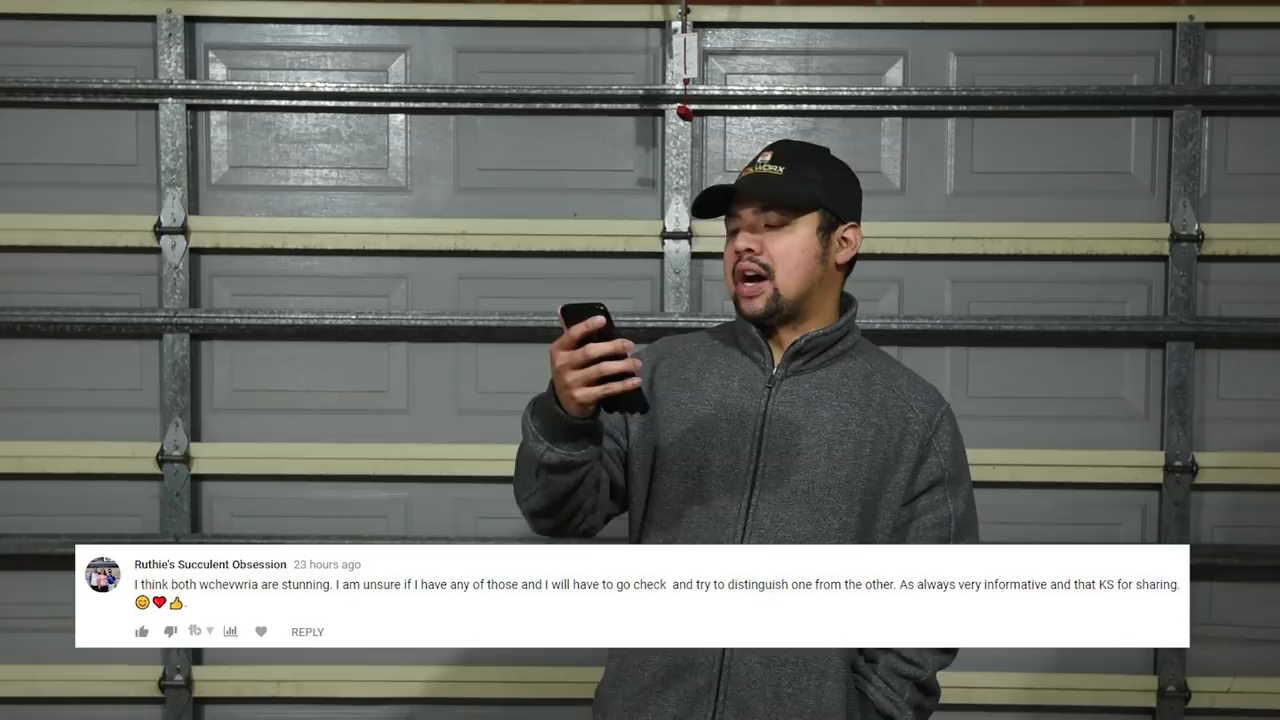 Ruthie's Succulent Obsession 23 hours ago
I think both wchevwria are stunning. I am unsure if I have any of those and I will have to go check and try to distinguish one from the other. As always very informative and that KS for sharing.
😊❤️👍.
REPLY